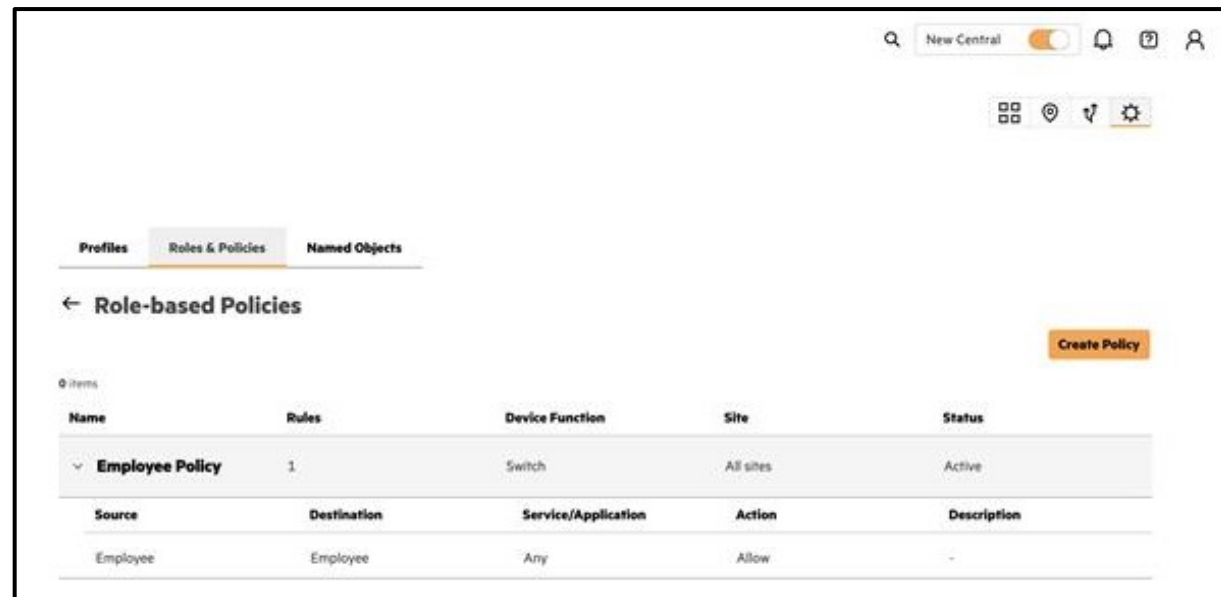 New Central
Profiles Roles & Policies Named Objects
← Role-based Policies
Create Policy
0 items
Name Rules Device Function Site Status
Employee Policy 1 Switch All sites Active
Source Destination Service/Application Action Description
Employee Employee Any Allow -